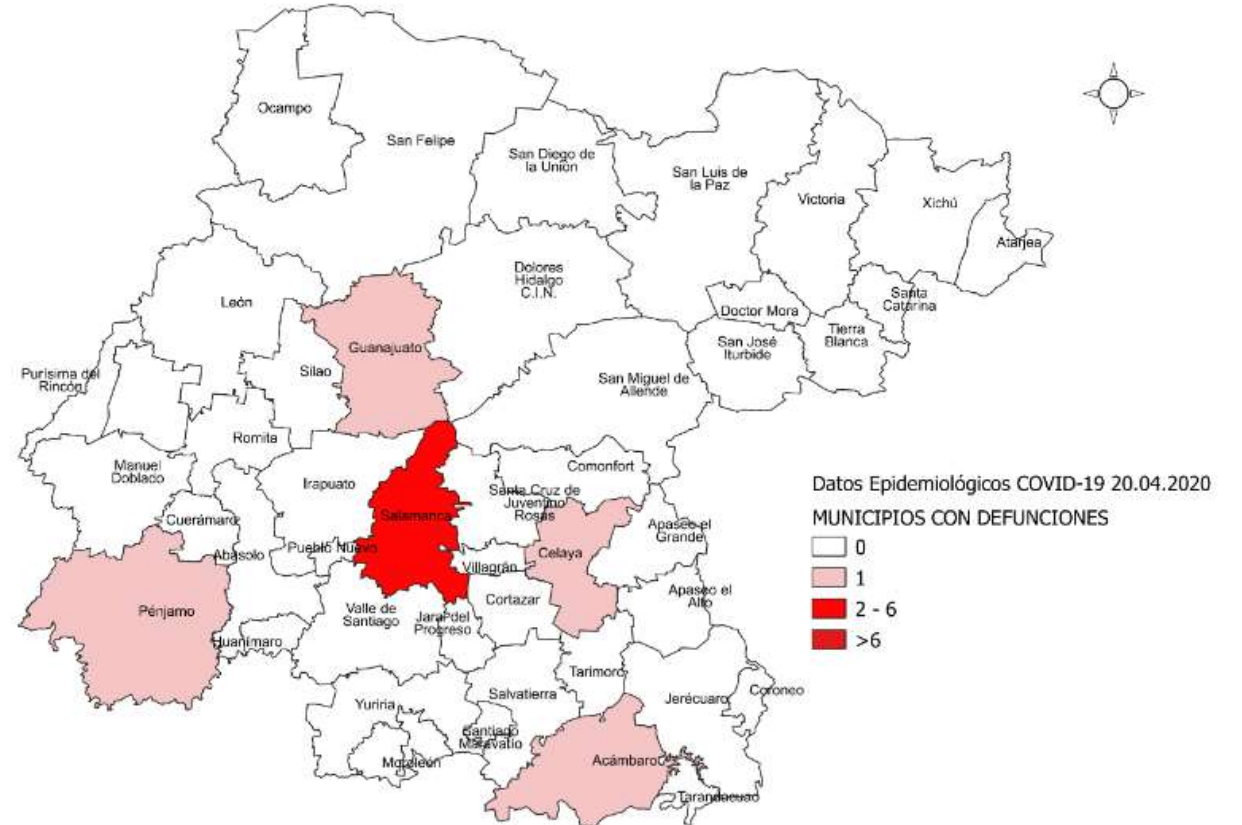 Ocampo
San Felipe
San Diego de
la Unión
San Luis de
la Paz
Victoria
Xichú
Atarjea
Dolores
Hidalgo
C.I.N.
León
Santa
Catarina
Doctor Mora
Tierra
Blanca
San José
Iturbide
Guanajuato
Silao
Purísima del
Rincón
San Miguel de
Allende
Romita
Manuel
Doblado
Comonfort
Irapuato
Santa Cruz de
Juventino
Rosas
Salamanca
Cuerámaro
Apaseo el
Grande
Abasolo
Pueblo Nuevo
Celaya
Villagrán
Apaseo el
Alto
Cortazar
Pénjamo
Valle de
Santiago
Jaral del
Progreso
Huanímaro
Tarimoro
Salvatierra
Jerécuaro
Coroneo
Yuriria
Santiago
Maravatío
Moroleón
Acámbaro
Tarandacuao
Datos Epidemiológicos COVID-19 20.04.2020
MUNICIPIOS CON DEFUNCIONES
0
1
2 - 6
>6